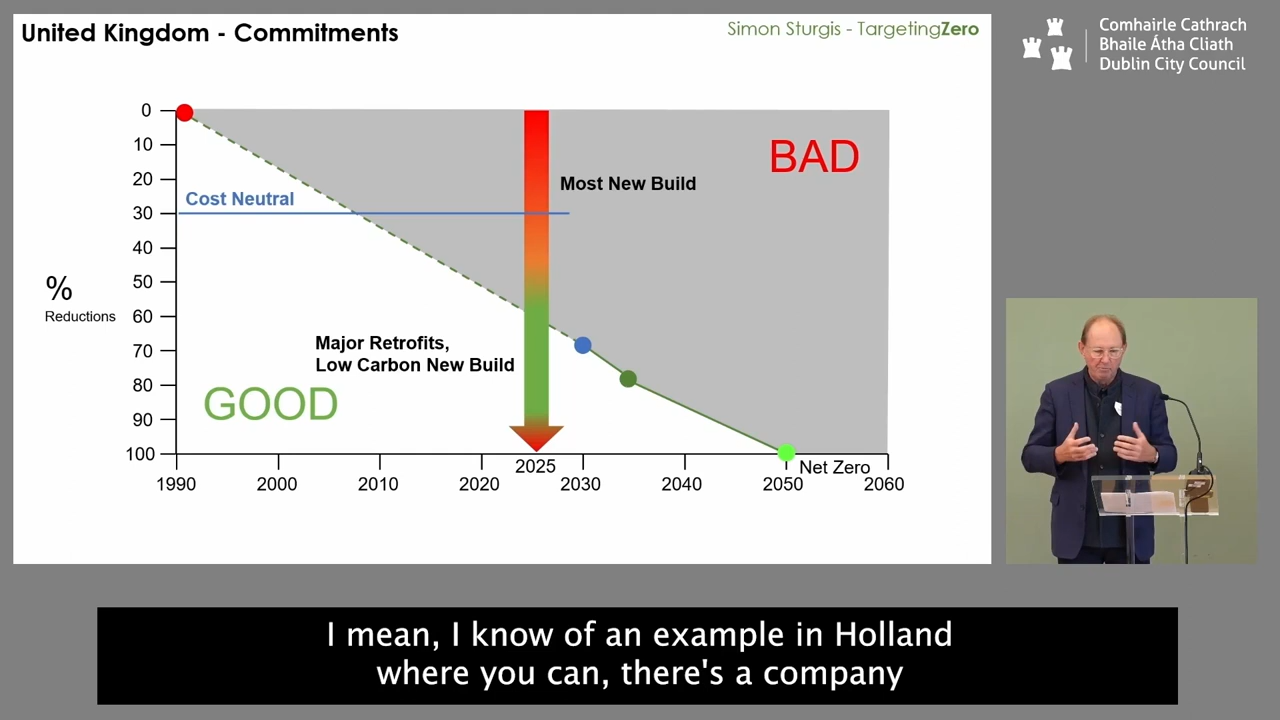 United Kingdom - Commitments
Simon Sturgis - TargetingZero
Comhairle Cathrach
Bhaile Átha Cliath
Dublin City Council
0
10
20
30
40
50
60
70
80
90
100
%
Reductions
Cost Neutral
Most New Build
BAD
Major Retrofits,
Low Carbon New Build
GOOD
2025
Net Zero
1990
2000
2010
2020
2030
2040
2050
2060
I mean, I know of an example in Holland
where you can, there's a company